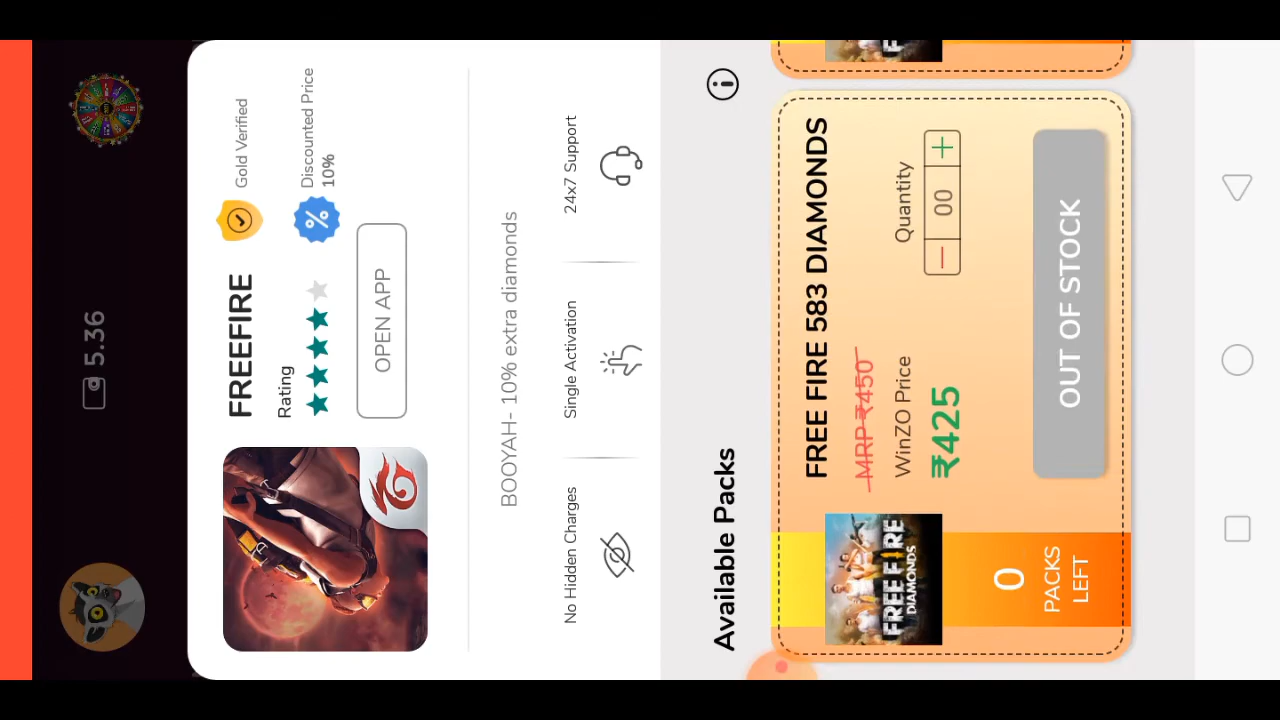 5.36
FREEFIRE
Gold Verified
Rating
Discounted Price
10%
OPEN APP
BOOYAH- 10% extra diamonds
No Hidden Charges
Single Activation
24x7 Support
Available Packs
FREE FIRE 583 DIAMONDS
MRP ₹450
WinZO Price
₹425
Quantity
- 00 +
FREE FIRE
DIAMONDS
0
PACKS
LEFT
OUT OF STOCK